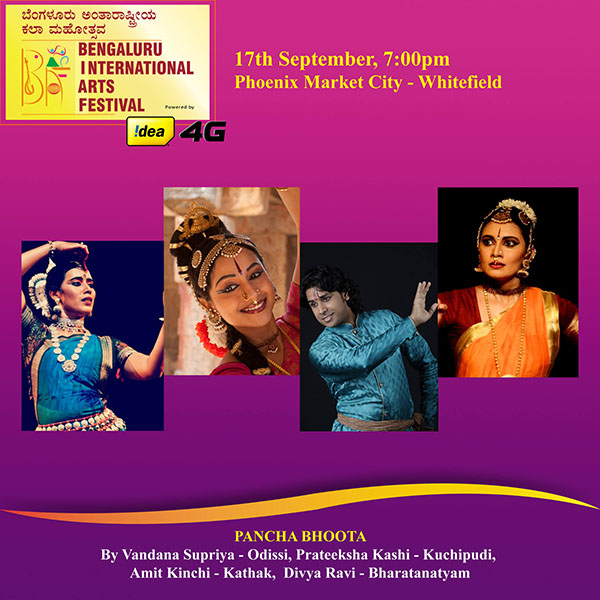 ಬೆಂಗಳೂರು ಅಂತಾರಾಷ್ಟ್ರೀಯ
ಕಲಾ ಮಹೋತ್ಸವ
BENGALURU
INTERNATIONAL
ARTS
FESTIVAL
Powered by
!dea 4G
17th September, 7:00pm
Phoenix Market City - Whitefield
PANCHA BHOOTA
By Vandana Supriya - Odissi, Prateeksha Kashi - Kuchipudi,
Amit Kinchi - Kathak, Divya Ravi - Bharatanatyam